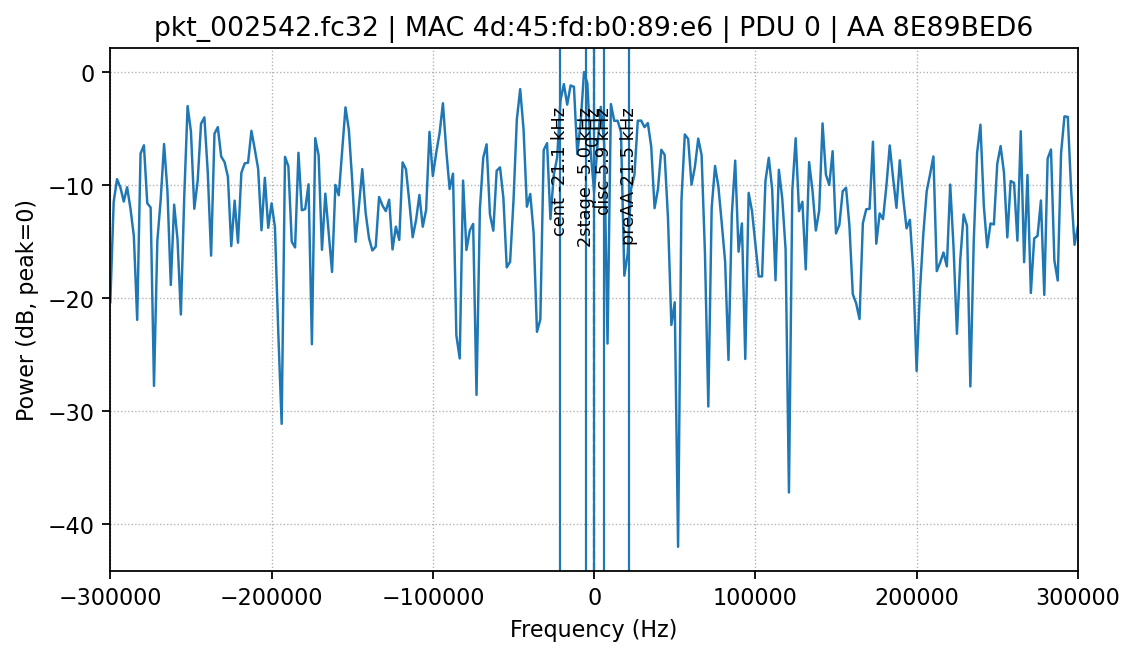 pkt_002542.fc32 | MAC 4d:45:fd:b0:89:e6 | PDU 0 | AA 8E89BED6
0
−10
−20
−30
−40
Power (dB, peak=0)
cent -21.1 kHz
2stage -5.00 kHz
disc 5.9 kHz
preAA 21.5 kHz
−300000
−200000
−100000
0
100000
200000
300000
Frequency (Hz)